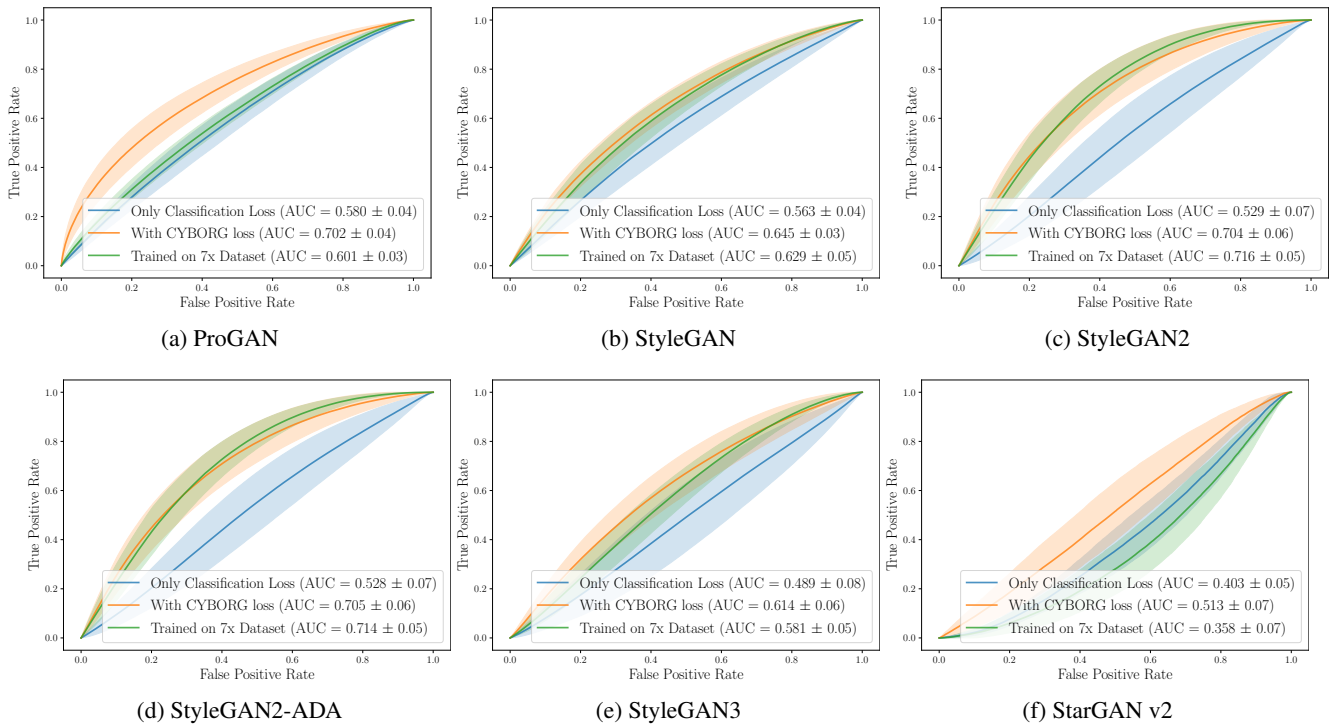 1.0
0.8
0.6
0.4
0.2
0.0
True Positive Rate
Only Classification Loss (AUC = 0.580 ± 0.04)
With CYBORG loss (AUC = 0.702 ± 0.04)
Trained on 7x Dataset (AUC = 0.601 ± 0.03)
0.0 0.2 0.4 0.6 0.8 1.0
False Positive Rate
(a) ProGAN
1.0
0.8
0.6
0.4
0.2
0.0
True Positive Rate
Only Classification Loss (AUC = 0.563 ± 0.04)
With CYBORG loss (AUC = 0.645 ± 0.03)
Trained on 7x Dataset (AUC = 0.629 ± 0.05)
0.0 0.2 0.4 0.6 0.8 1.0
False Positive Rate
(b) StyleGAN
1.0
0.8
0.6
0.4
0.2
0.0
True Positive Rate
Only Classification Loss (AUC = 0.529 ± 0.07)
With CYBORG loss (AUC = 0.704 ± 0.06)
Trained on 7x Dataset (AUC = 0.716 ± 0.05)
0.0 0.2 0.4 0.6 0.8 1.0
False Positive Rate
(c) StyleGAN2
1.0
0.8
0.6
0.4
0.2
0.0
True Positive Rate
Only Classification Loss (AUC = 0.528 ± 0.07)
With CYBORG loss (AUC = 0.705 ± 0.06)
Trained on 7x Dataset (AUC = 0.714 ± 0.05)
0.0 0.2 0.4 0.6 0.8 1.0
False Positive Rate
(d) StyleGAN2-ADA
1.0
0.8
0.6
0.4
0.2
0.0
True Positive Rate
Only Classification Loss (AUC = 0.489 ± 0.08)
With CYBORG loss (AUC = 0.614 ± 0.06)
Trained on 7x Dataset (AUC = 0.581 ± 0.05)
0.0 0.2 0.4 0.6 0.8 1.0
False Positive Rate
(e) StyleGAN3
1.0
0.8
0.6
0.4
0.2
0.0
True Positive Rate
Only Classification Loss (AUC = 0.403 ± 0.05)
With CYBORG loss (AUC = 0.513 ± 0.07)
Trained on 7x Dataset (AUC = 0.358 ± 0.07)
0.0 0.2 0.4 0.6 0.8 1.0
False Positive Rate
(f) StarGAN v2